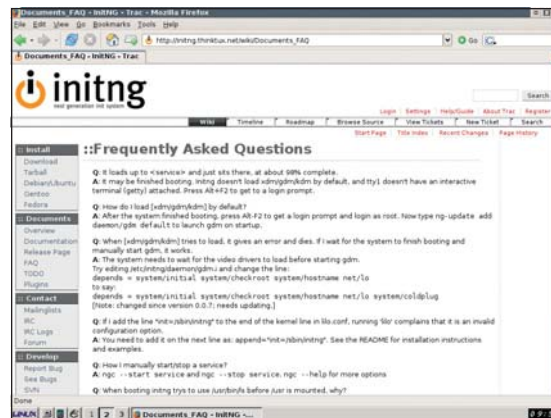 Documents_FAQ - InitNG - Trac - Mozilla Firefox
File Edit View Go Bookmarks Tools Help
http://initng.thinktux.net/wiki/Documents_FAQ
Go
Documents_FAQ - InitNG - Trac
initng
next generation init system
Search
Login Settings Help/Guide About Trac Register
Wiki Timeline Roadmap Browse Source View Tickets New Ticket Search
Start Page Title Index Recent Changes Page History
:: Install
Download
Tarball
Debian/Ubuntu
Gentoo
Fedora
:: Documents
Overview
Documentation
Release Page
FAQ
TODO
Plugins
:: Contact
Mailinglists
IRC
IRC Logs
Forum
:: Develop
Report Bug
See Bugs
SVN
::Frequently Asked Questions
Q: It loads up to <service> and just sits there, at about 98% complete.
A: It may be finished booting. Initng doesn't load xdm/gdm/kdm by default, and tty1 doesn't have an interactive
terminal (getty) attached. Press Alt+F2 to get to a login prompt.
Q: How do I load [xdm/gdm/kdm] by default?
A: After the system finished booting, press Alt-F2 to get a login prompt and login as root. Now type ng-update add
daemon/gdm default to launch gdm on startup.
Q: When [xdm/gdm/kdm] tries to load, it gives an error and dies. If I wait for the system to finish booting and
manually start gdm, it works.
A: The system needs to wait for the video drivers to load before starting gdm.
Try editing /etc/initng/daemon/gdm.i and change the line:
depends = system/initial system/checkroot system/hostname net/lo
to say:
depends = system/initial system/checkroot system/hostname net/lo system/coldplug
[Note: changed since version 0.0.7; needs updating.]
Q: If I add the line "init=/sbin/initng" to the end of the kernel line in lilo.conf, running 'lilo' complains that it is an invalid
configuration option.
A: You need to add it on the next line as: append="init=/sbin/initng". See the README for installation instructions
and examples.
Q: How I manually start/stop a service?
A: ngc --start service and ngc --stop service. ngc --help for more options
Q: When booting initng trys to use /usr/bin/s before /usr is mounted, why?
Done
1 2 3 Documents_FAQ - InitNG -...